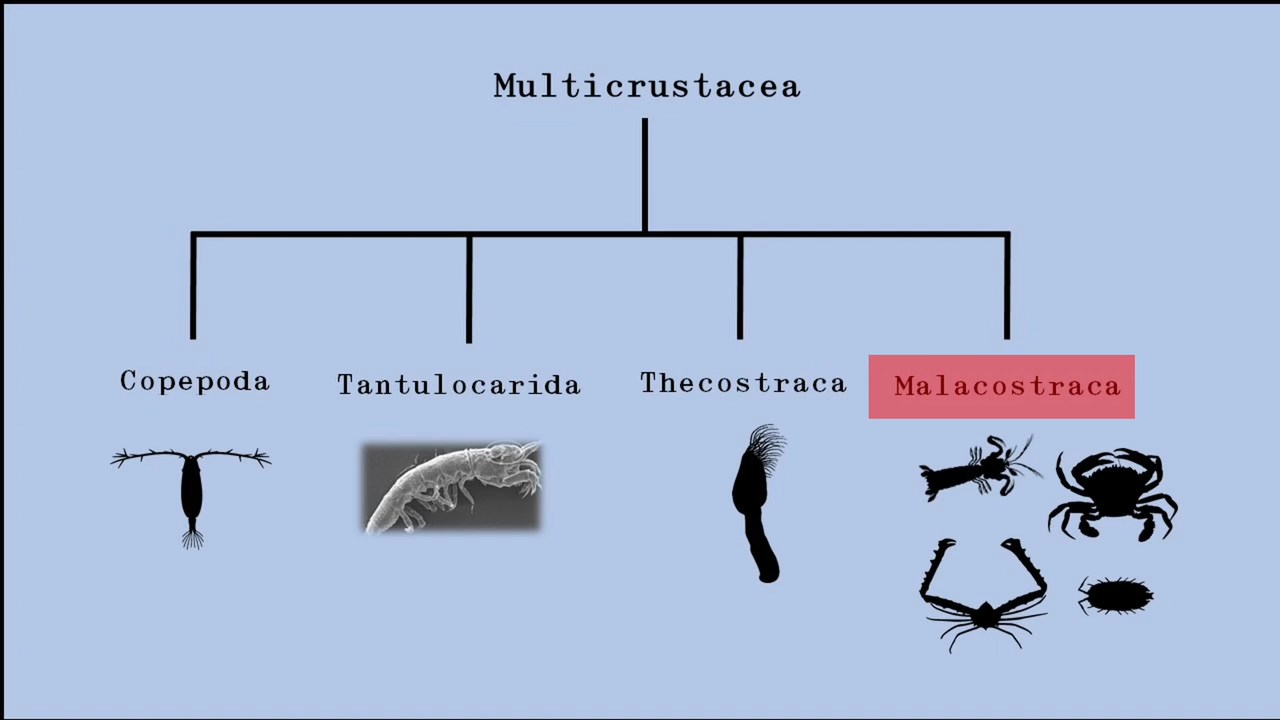 Multicrustacea
Copepoda
Tantulocarida
Thecostraca
Malacostraca